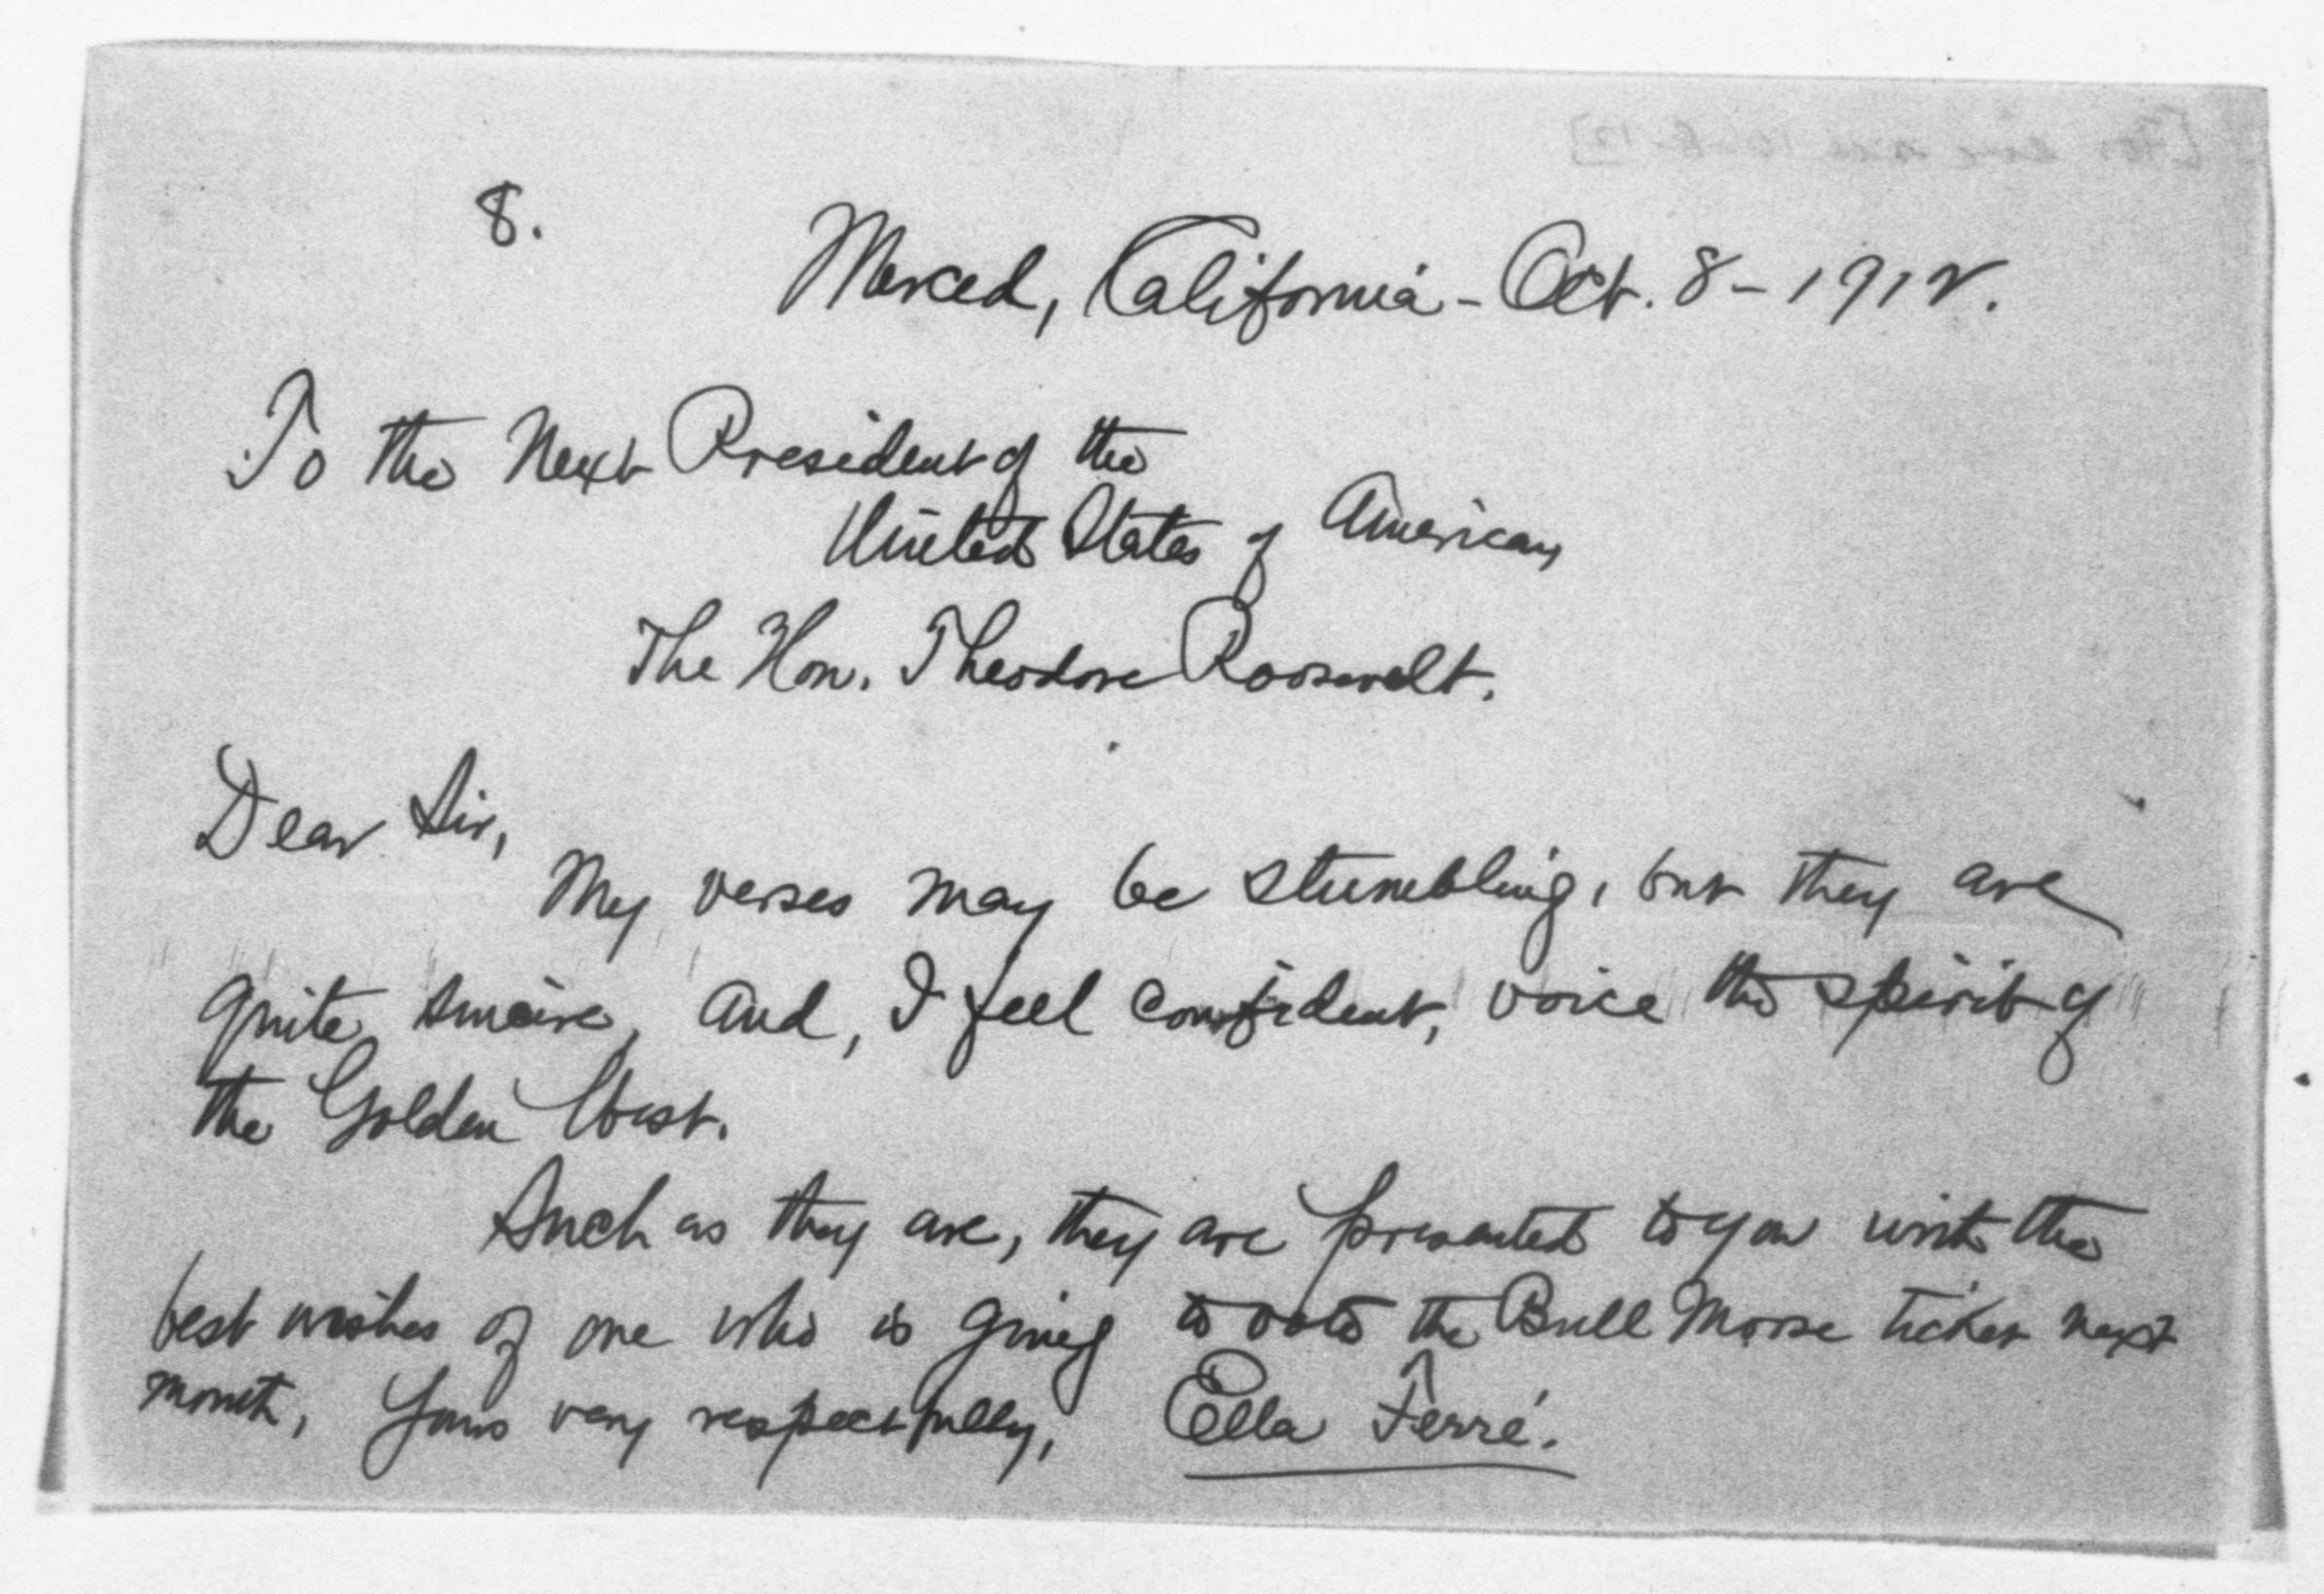 8.
Merced, California - Oct. 8 - 1912.
To the Next President of the
United States of American,
The Hon. Theodore Roosevelt.
Dear Sir,
My verses may be stumbling, but they are
quite sincere, and, I feel confident, voice the spirit of
the Golden West.
Such as they are, they are presented to you with the
best wishes of one who is going to vote the Bull Moose ticket next
month, Yours very respectfully, Ella Ferré.